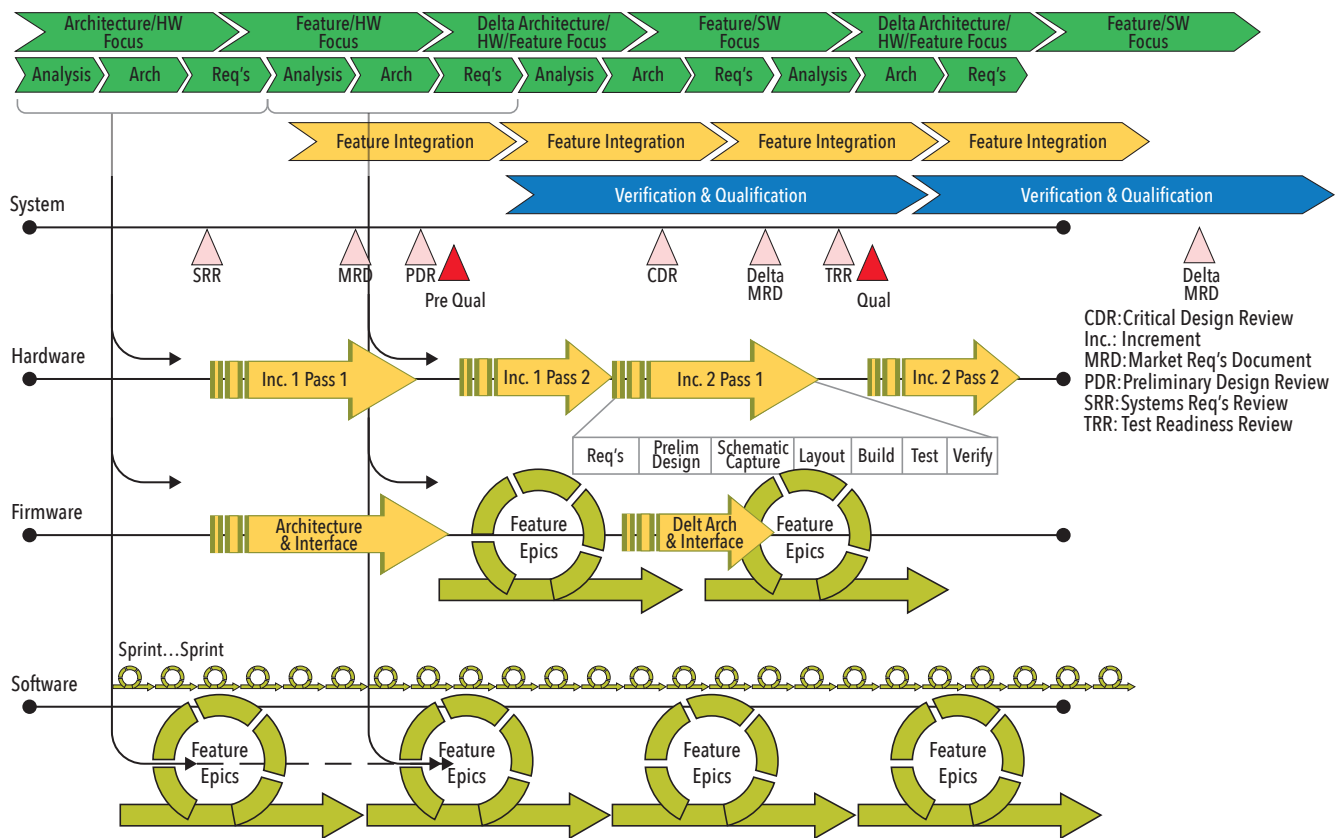 Architecture/HW
Focus
Feature/HW
Focus
Delta Architecture/
HW/Feature Focus
Feature/SW
Focus
Delta Architecture/
HW/Feature Focus
Feature/SW
Focus
Analysis
Arch
Req's
Analysis
Arch
Req's
Analysis
Arch
Req's
Analysis
Arch
Req's
Feature Integration
Feature Integration
Feature Integration
Feature Integration
Verification & Qualification
Verification & Qualification
System
SRR
MRD
PDR
Pre Qual
CDR
Delta
MRD
TRR
Qual
Delta
MRD
CDR: Critical Design Review
Inc.: Increment
MRD: Market Req's Document
PDR: Preliminary Design Review
SRR: Systems Req's Review
TRR: Test Readiness Review
Hardware
Inc. 1 Pass 1
Inc. 1 Pass 2
Inc. 2 Pass 1
Inc. 2 Pass 2
Req's
Prelim
Design
Schematic
Capture
Layout
Build
Test
Verify
Firmware
Architecture
& Interface
Feature
Epics
Delt Arch
& Interface
Feature
Epics
Sprint...Sprint
Software
Feature
Epics
Feature
Epics
Feature
Epics
Feature
Epics